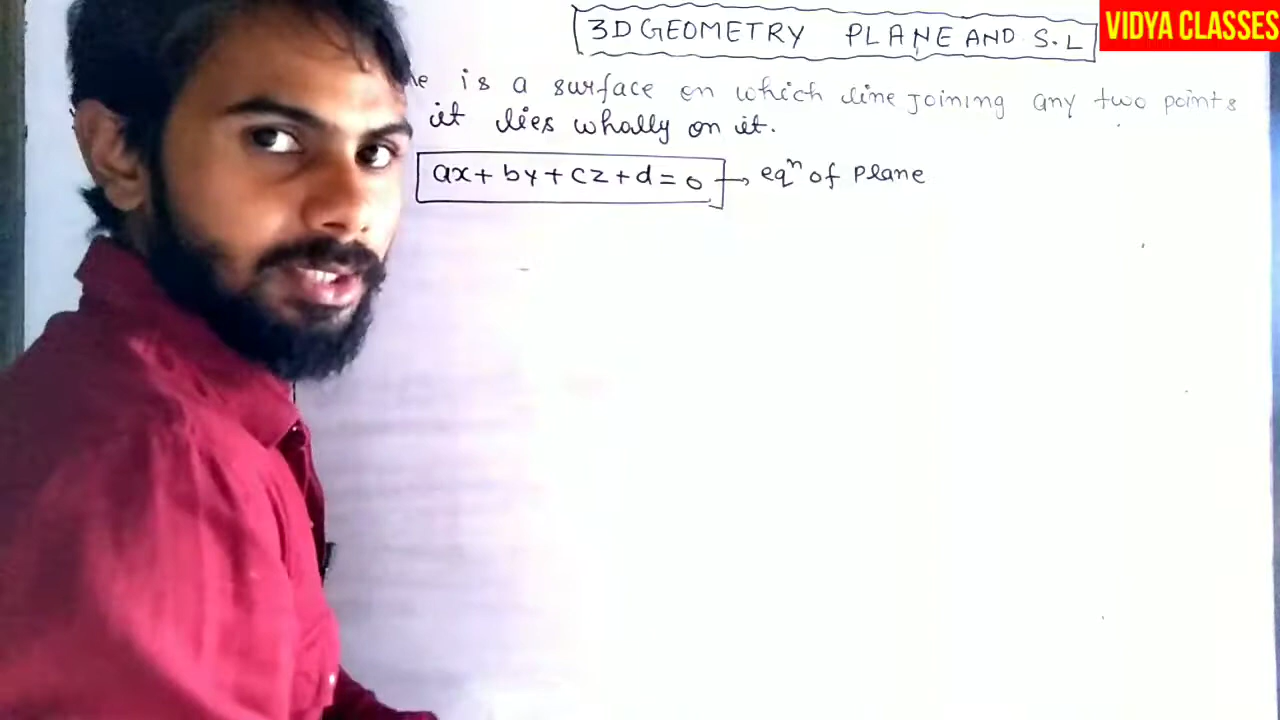 3D GEOMETRY PLANE AND S.L
VIDYA CLASSES
is a surface on which line joining any two points
it lies whally on it.
ax + by + cz + d = 0 → eqⁿ of plane